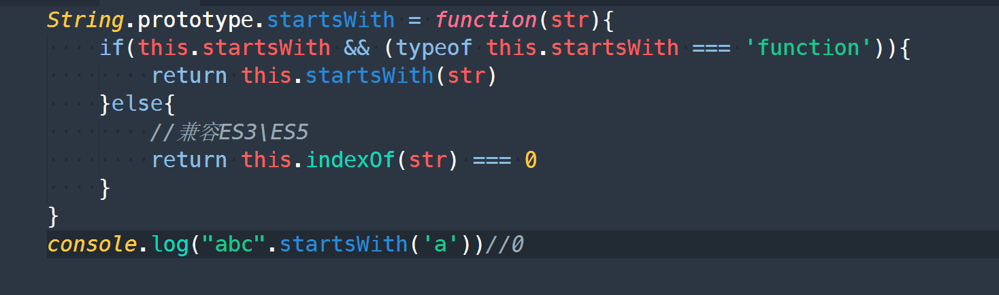 String.prototype.startsWith = function(str){
    if(this.startsWith && (typeof this.startsWith === 'function')){
        return this.startsWith(str)
    }else{
        //兼容ES3\ES5
        return this.indexOf(str) === 0
    }
}
console.log("abc".startsWith('a'))//0